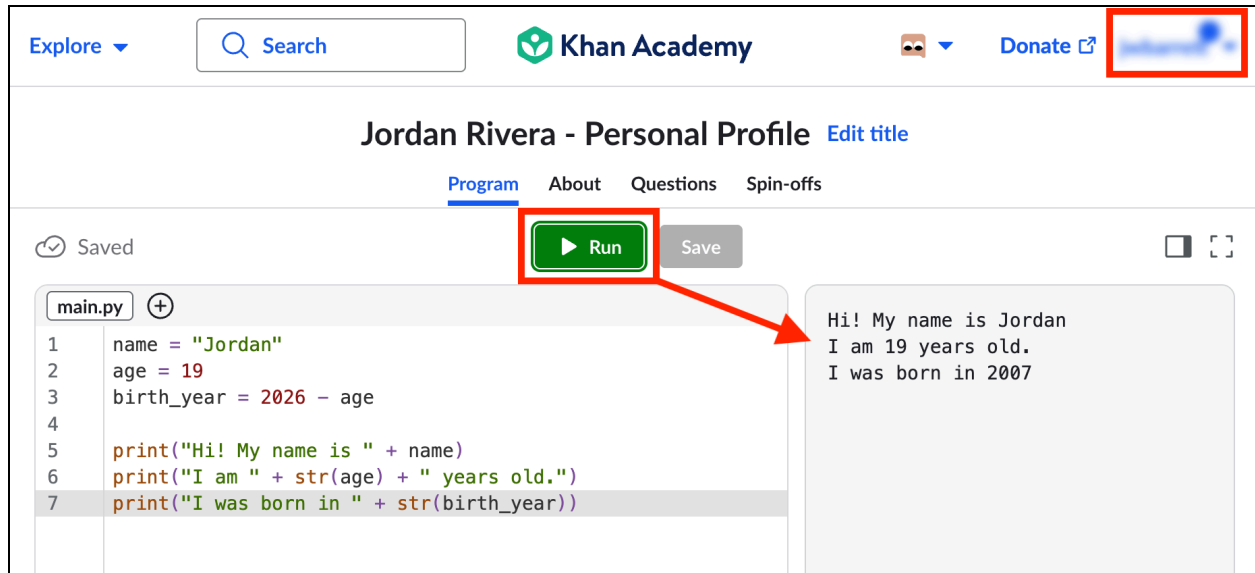 Explore
Search
Khan Academy
Donate
Jordan Rivera - Personal Profile Edit title
Program About Questions Spin-offs
Saved
Run
Save
main.py
1 name = "Jordan"
2 age = 19
3 birth_year = 2026 - age
4
5 print("Hi! My name is " + name)
6 print("I am " + str(age) + " years old.")
7 print("I was born in " + str(birth_year))
Hi! My name is Jordan
I am 19 years old.
I was born in 2007